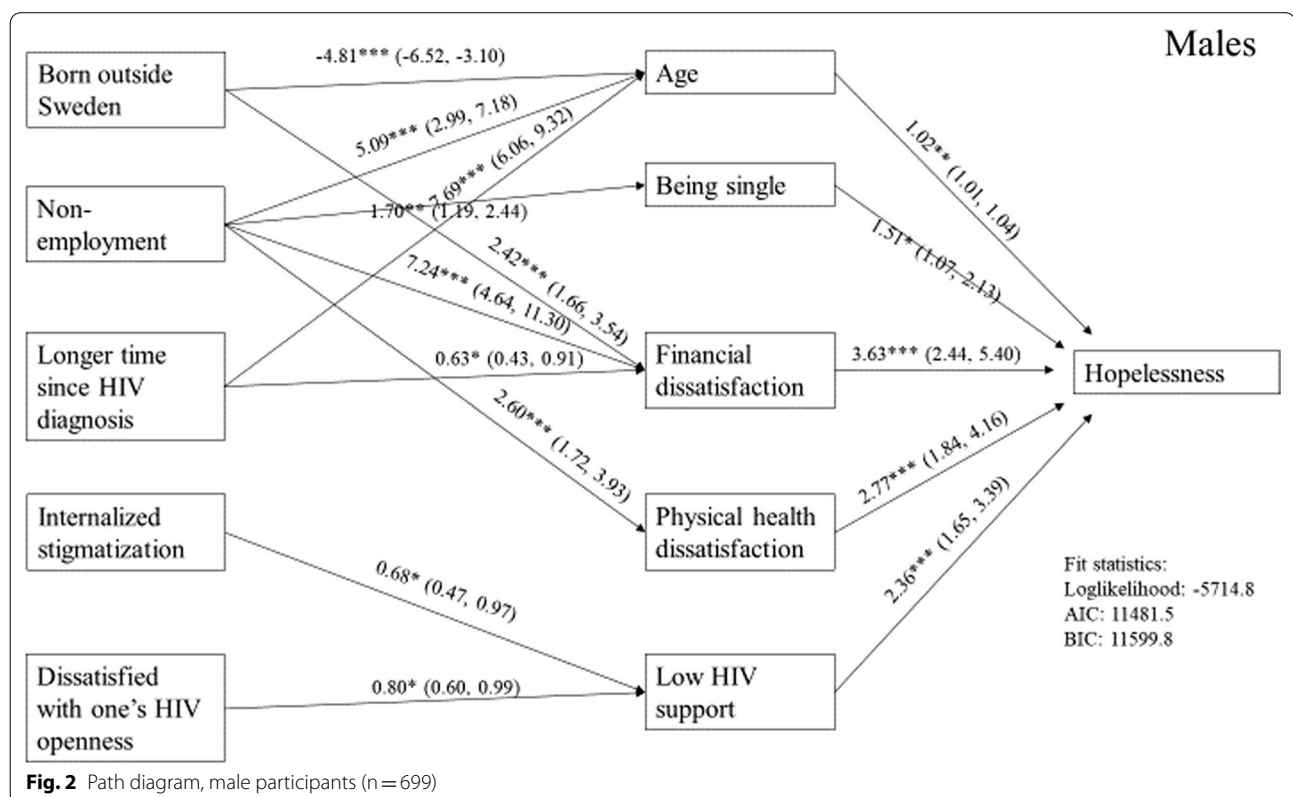 Males
Born outside
Sweden
Non-
employment
Longer time
since HIV
diagnosis
Internalized
stigmatization
Dissatisfied
with one's HIV
openness
-4.81*** (-6.52, -3.10)
5.09*** (2.99, 7.18)
7.69*** (6.06, 9.32)
1.70** (1.19, 2.44)
2.42*** (1.66, 3.54)
7.24*** (4.64, 11.30)
0.63* (0.43, 0.91)
2.60*** (1.72, 3.93)
0.68* (0.47, 0.97)
0.80* (0.60, 0.99)
Age
Being single
Financial
dissatisfaction
Physical health
dissatisfaction
Low HIV
support
1.02** (1.01, 1.04)
1.51* (1.07, 2.13)
3.63*** (2.44, 5.40)
2.77*** (1.84, 4.16)
2.36*** (1.65, 3.39)
Hopelessness
Fit statistics:
Loglikelihood: -5714.8
AIC: 11481.5
BIC: 11599.8
Fig. 2 Path diagram, male participants (n=699)